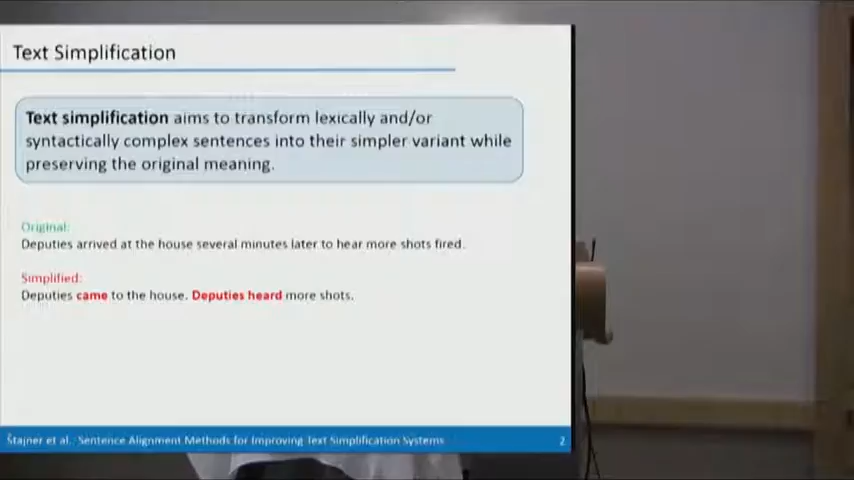 Text Simplification
Text simplification aims to transform lexically and/or
syntactically complex sentences into their simpler variant while
preserving the original meaning.
Original:
Deputies arrived at the house several minutes later to hear more shots fired.
Simplified:
Deputies came to the house. Deputies heard more shots.
Štajner et al.: Sentence Alignment Methods for Improving Text Simplification Systems
2